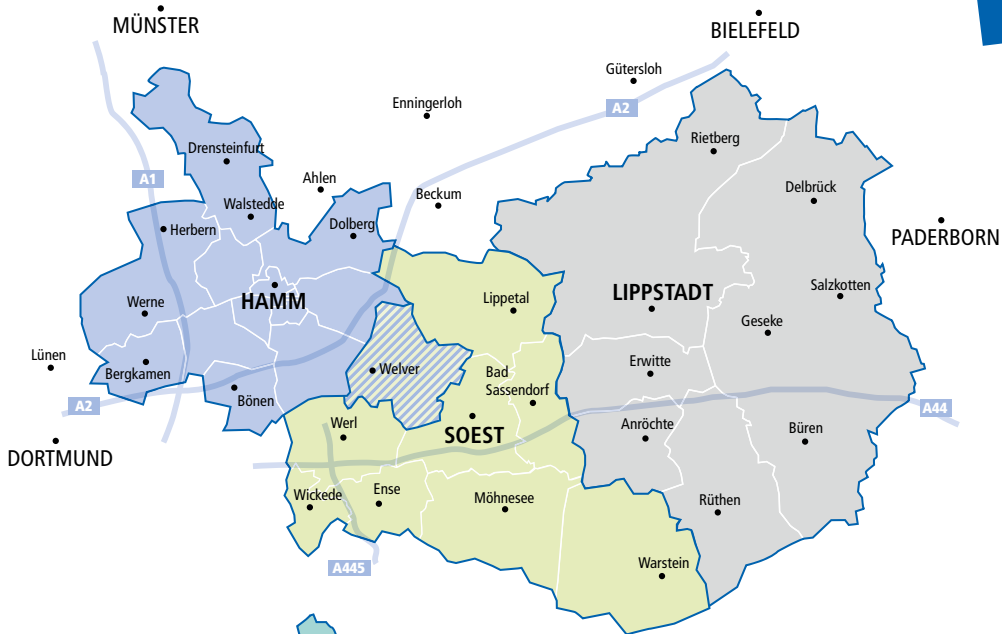 MÜNSTER
BIELEFELD
Gütersloh
Enningerloh
A2
Rietberg
Drensteinfurt
A1
Ahlen
Delbrück
Beckum
Walstedde
Dolberg
Herbern
PADERBORN
Salzkotten
HAMM
Lippetal
LIPPSTADT
Werne
Geseke
Lünen
Bergkamen
Welver
Erwitte
Bad
Sassendorf
Bönen
A2
A44
Werl
SOEST
Anröchte
Büren
DORTMUND
Wickede
Ense
Möhnesee
Rüthen
A445
Warstein